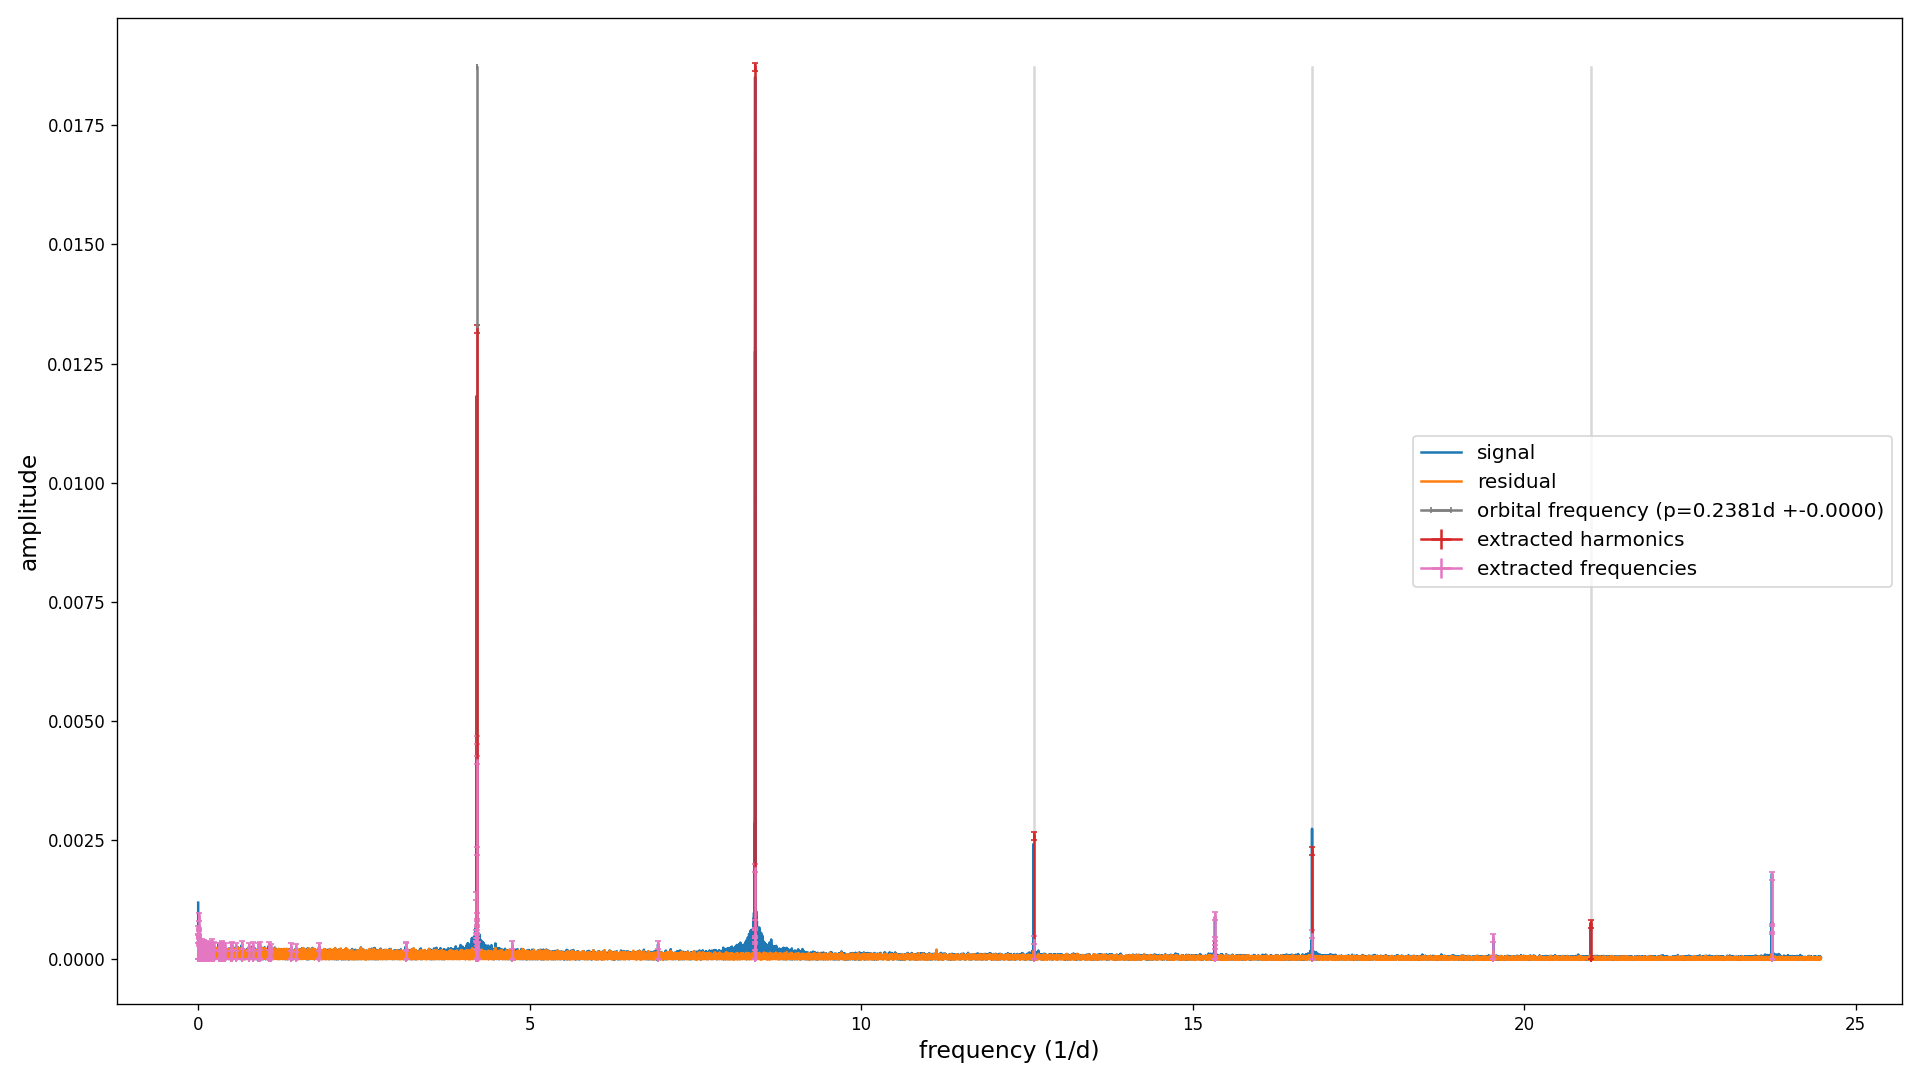 0.0175
0.0150
0.0125
0.0100
0.0075
0.0050
0.0025
0.0000
amplitude
signal
residual
orbital frequency (p=0.2381d +-0.0000)
extracted harmonics
extracted frequencies
0 5 10 15 20 25
frequency (1/d)